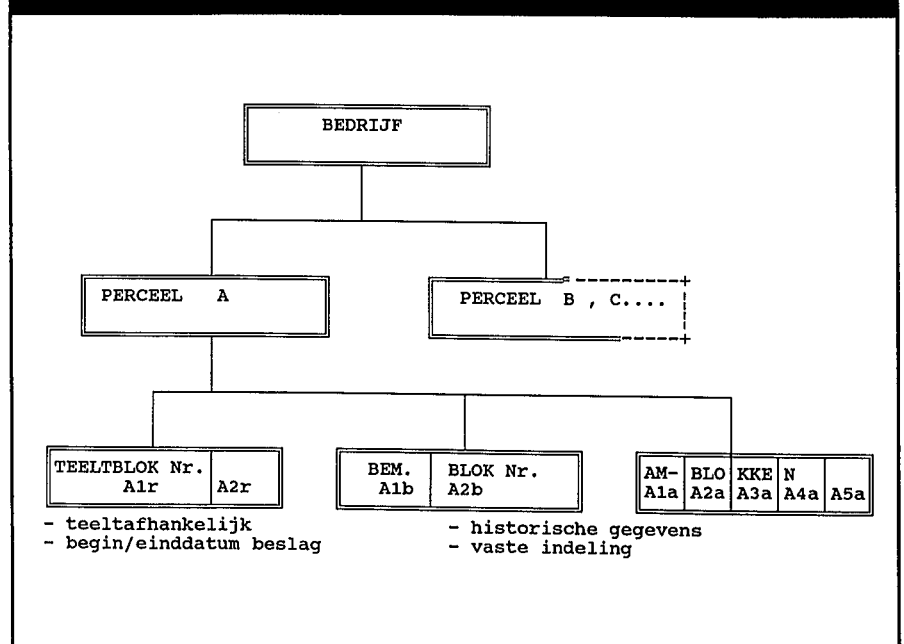 BEDRIJF
PERCEEL A
PERCEEL B , C....
TEELTBLOK Nr.
A1r A2r
BEM. BLOK Nr.
A1b A2b
AM- BLO KKE N
A1a A2a A3a A4a A5a
- teeltafhankelijk
- begin/einddatum beslag
- historische gegevens
- vaste indeling